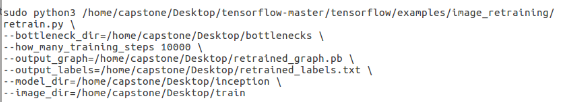 sudo python3 /home/capstone/Desktop/tensorflow-master/tensorflow/examples/image_retraining/
retrain.py \
--bottleneck_dir=/home/capstone/Desktop/bottlenecks \
--how_many_training_steps 10000 \
--output_graph=/home/capstone/Desktop/retrained_graph.pb \
--output_labels=/home/capstone/Desktop/retrained_labels.txt \
--model_dir=/home/capstone/Desktop/inception \
--image_dir=/home/capstone/Desktop/train